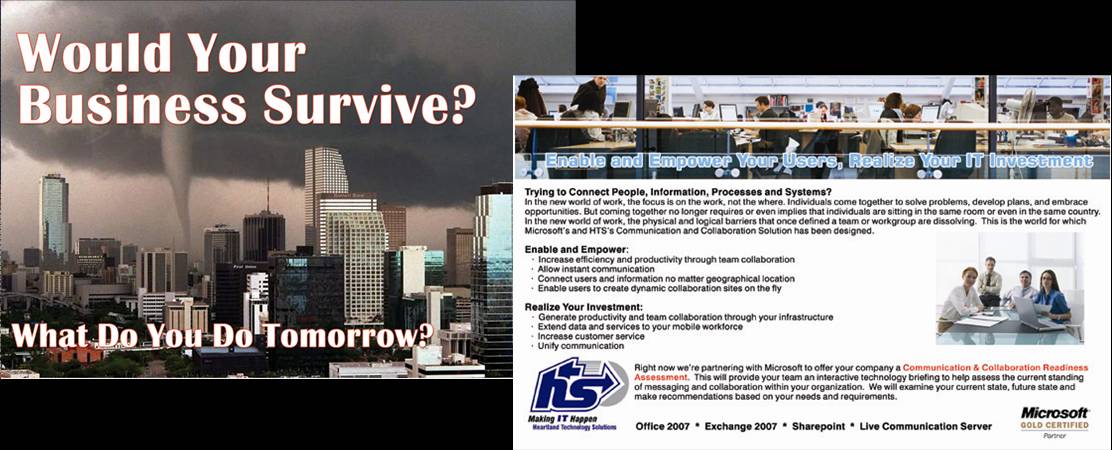 Would Your
Business Survive?
What Do You Do Tomorrow?
Enable and Empower Your Users, Realize Your IT Investment
Trying to Connect People, Information, Processes and Systems?
In the new world of work, the focus is on the work, not the where. Individuals come together to solve problems, develop plans, and embrace
opportunities. But coming together no longer requires or even implies that individuals are sitting in the same room or even in the same country.
In the new world of work, the physical and logical barriers that once defined a team or workgroup are dissolving. This is the world for which
Microsoft's and HTS's Communication and Collaboration Solution has been designed.
Enable and Empower:
· Increase efficiency and productivity through team collaboration
· Allow instant communication
· Connect users and information no matter geographical location
· Enable users to create dynamic collaboration sites on the fly
Realize Your Investment:
· Generate productivity and team collaboration through your infrastructure
· Extend data and services to your mobile workforce
· Increase customer service
· Unify communication
hts
Making IT Happen
Heartland Technology Solutions
Right now we're partnering with Microsoft to offer your company a Communication & Collaboration Readiness
Assessment. This will provide your team an interactive technology briefing to help assess the current standing
of messaging and collaboration within your organization. We will examine your current state, future state and
make recommendations based on your needs and requirements.
Office 2007 * Exchange 2007 * Sharepoint * Live Communication Server
Microsoft
GOLD CERTIFIED
Partner